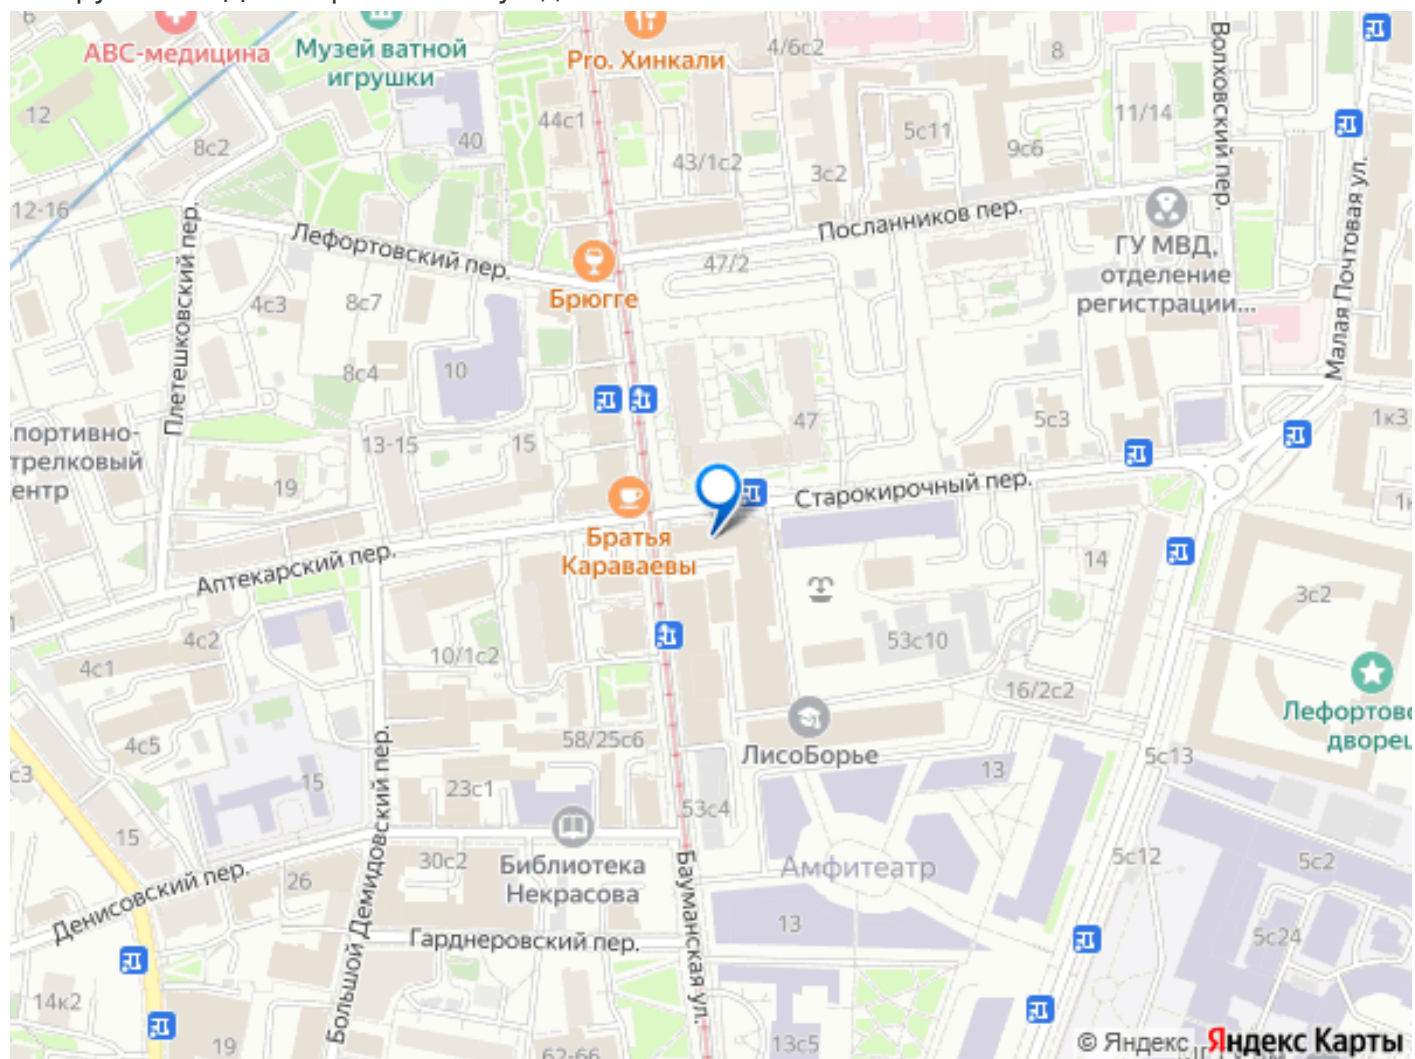 6
АВС-медицина
Музей ватной
игрушки
Pro. Хинкали
4/6с2
8
Волховский пер.
12
8с2
40
44с1
43/1с2
5с11
3с2
9с6
11/14
12-16
Плетешковский пер.
Лефортовский пер.
Посланников пер.
Малая Почтовая ул.
ГУ МВД,
отделение
регистрации...
Брюгге
47/2
4с3
8с7
8с4
10
47
5с3
1к3
портивно-
трелковый
ентр
13-15
15
19
Старокирочный пер.
Братья
Караваевы
Аптекарский пер.
14
3с2
4с2
4с1
10/1с2
53с10
16/2с2
Лефортово
дворец
4с5
58/25с6
ЛисоБорье
13
5с13
с3
15
23с1
53с4
15
Большой Демидовский пер.
30с2
Библиотека
Некрасова
Амфитеатр
5с12
5с2
Денисовский пер.
26
Бауманская ул.
13
Гарднеровский пер.
5с24
14к2
19
62-66
13с5
© Яндекс Яндекс Карты